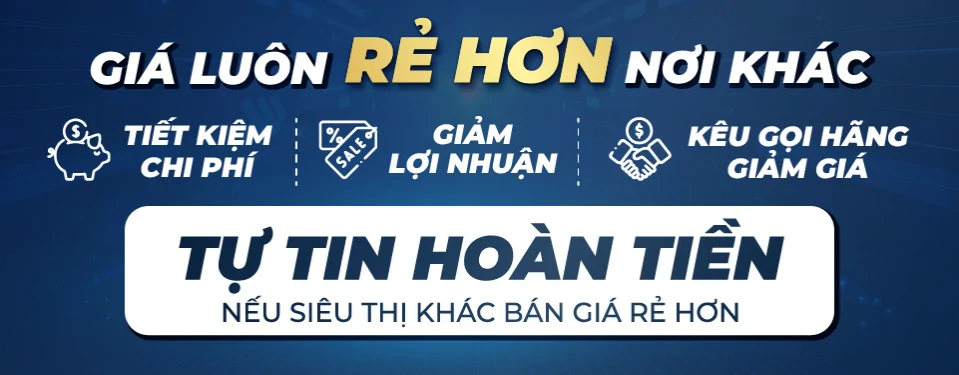 GIÁ LUÔN RẺ HƠN NƠI KHÁC
TIẾT KIỆM
CHI PHÍ
%
SALE
GIẢM
LỢI NHUẬN
$
KÊU GỌI HÃNG
GIẢM GIÁ
TỰ TIN HOÀN TIỀN
NẾU SIÊU THỊ KHÁC BÁN GIÁ RẺ HƠN